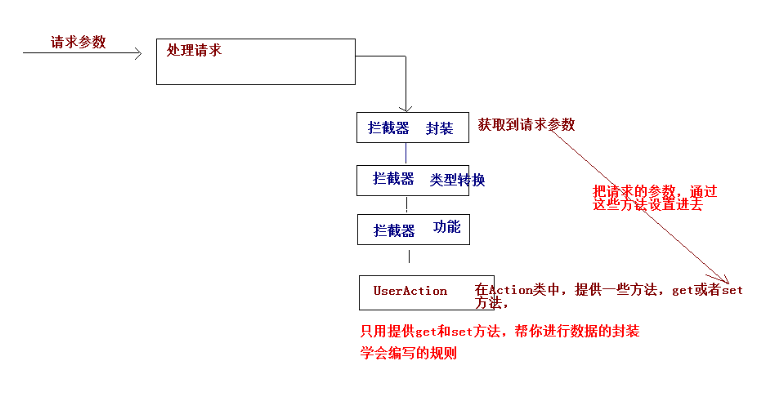 请求参数
处理请求
拦截器 封装
获取到请求参数
拦截器 类型转换
把请求的参数，通过
这些方法设置进去
拦截器 功能
UserAction
在Action类中，提供一些方法，get或者set
方法，
只用提供get和set方法，帮你进行数据的封装
学会编写的规则